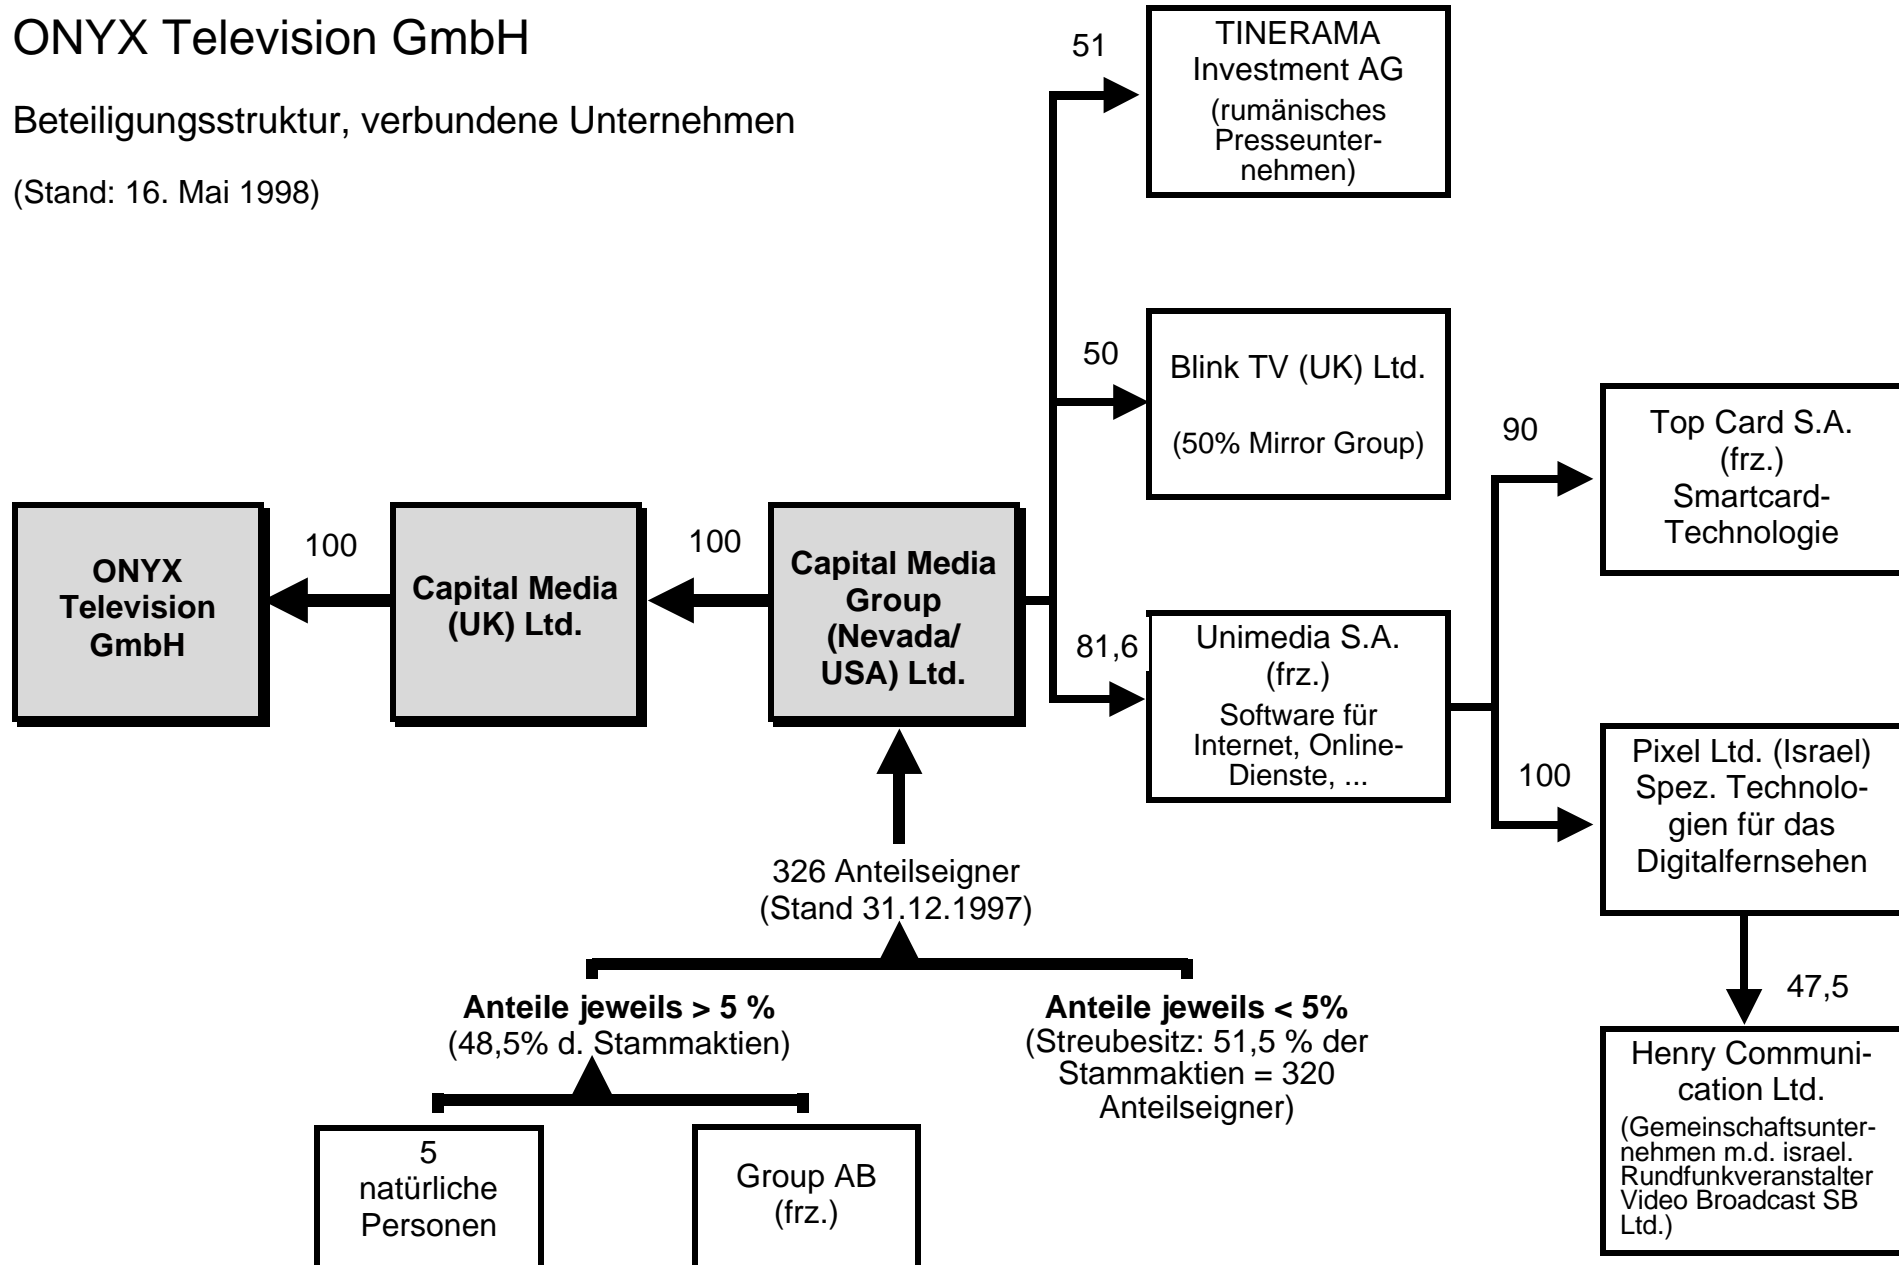 ONYX Television GmbH
Beteiligungsstruktur, verbundene Unternehmen
(Stand: 16. Mai 1998)
51
TINERAMA
Investment AG
(rumänisches
Presseunter-
nehmen)
50
Blink TV (UK) Ltd.
(50% Mirror Group)
90
Top Card S.A.
(frz.)
Smartcard-
Technologie
ONYX
Television
GmbH
100
Capital Media
(UK) Ltd.
100
Capital Media
Group
(Nevada/
USA) Ltd.
81,6
Unimedia S.A.
(frz.)
Software für
Internet, Online-
Dienste, ...
100
Pixel Ltd. (Israel)
Spez. Technolo-
gien für das
Digitalfernsehen
326 Anteilseigner
(Stand 31.12.1997)
Anteile jeweils > 5 %
(48,5% d. Stammaktien)
Anteile jeweils < 5%
(Streubesitz: 51,5 % der
Stammaktien = 320
Anteilseigner)
47,5
Henry Communi-
cation Ltd.
(Gemeinschaftsunter-
nehmen m.d. israel.
Rundfunkveranstalter
Video Broadcast SB
Ltd.)
5
natürliche
Personen
Group AB
(frz.)